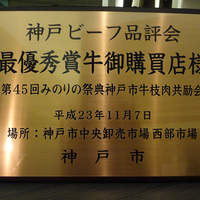 神戸ビーフ品評会
最優秀賞牛御購買店様
第45回みのりの祭典神戸市牛枝肉共励会
平成23年11月7日
場所：神戸市中央卸売市場 西部市場
神戸市